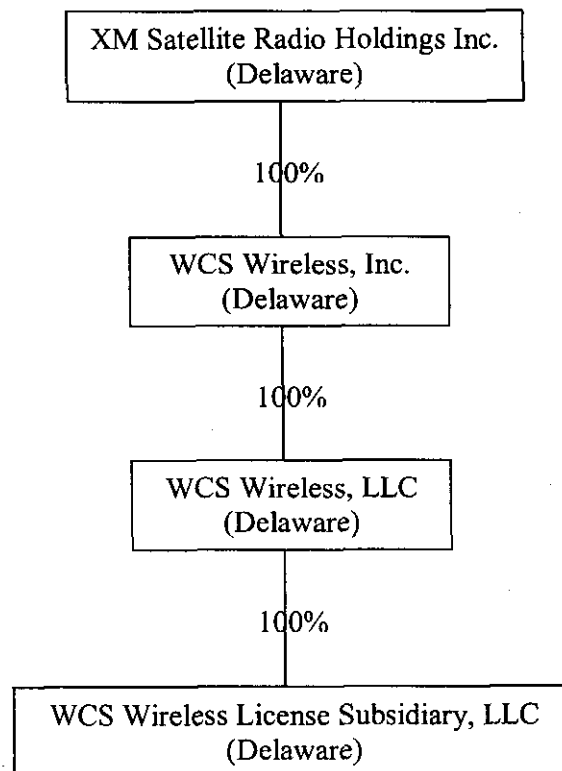 XM Satellite Radio Holdings Inc.
(Delaware)
100%
WCS Wireless, Inc.
(Delaware)
100%
WCS Wireless, LLC
(Delaware)
100%
WCS Wireless License Subsidiary, LLC
(Delaware)